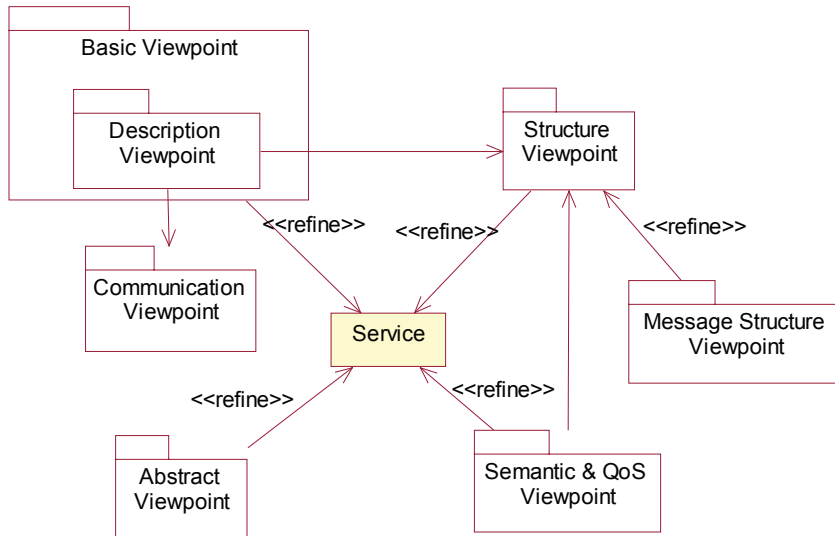 Basic Viewpoint
Description
Viewpoint
Structure
Viewpoint
<<refine>>
<<refine>>
<<refine>>
Communication
Viewpoint
Service
Message Structure
Viewpoint
<<refine>>
<<refine>>
Abstract
Viewpoint
Semantic & QoS
Viewpoint